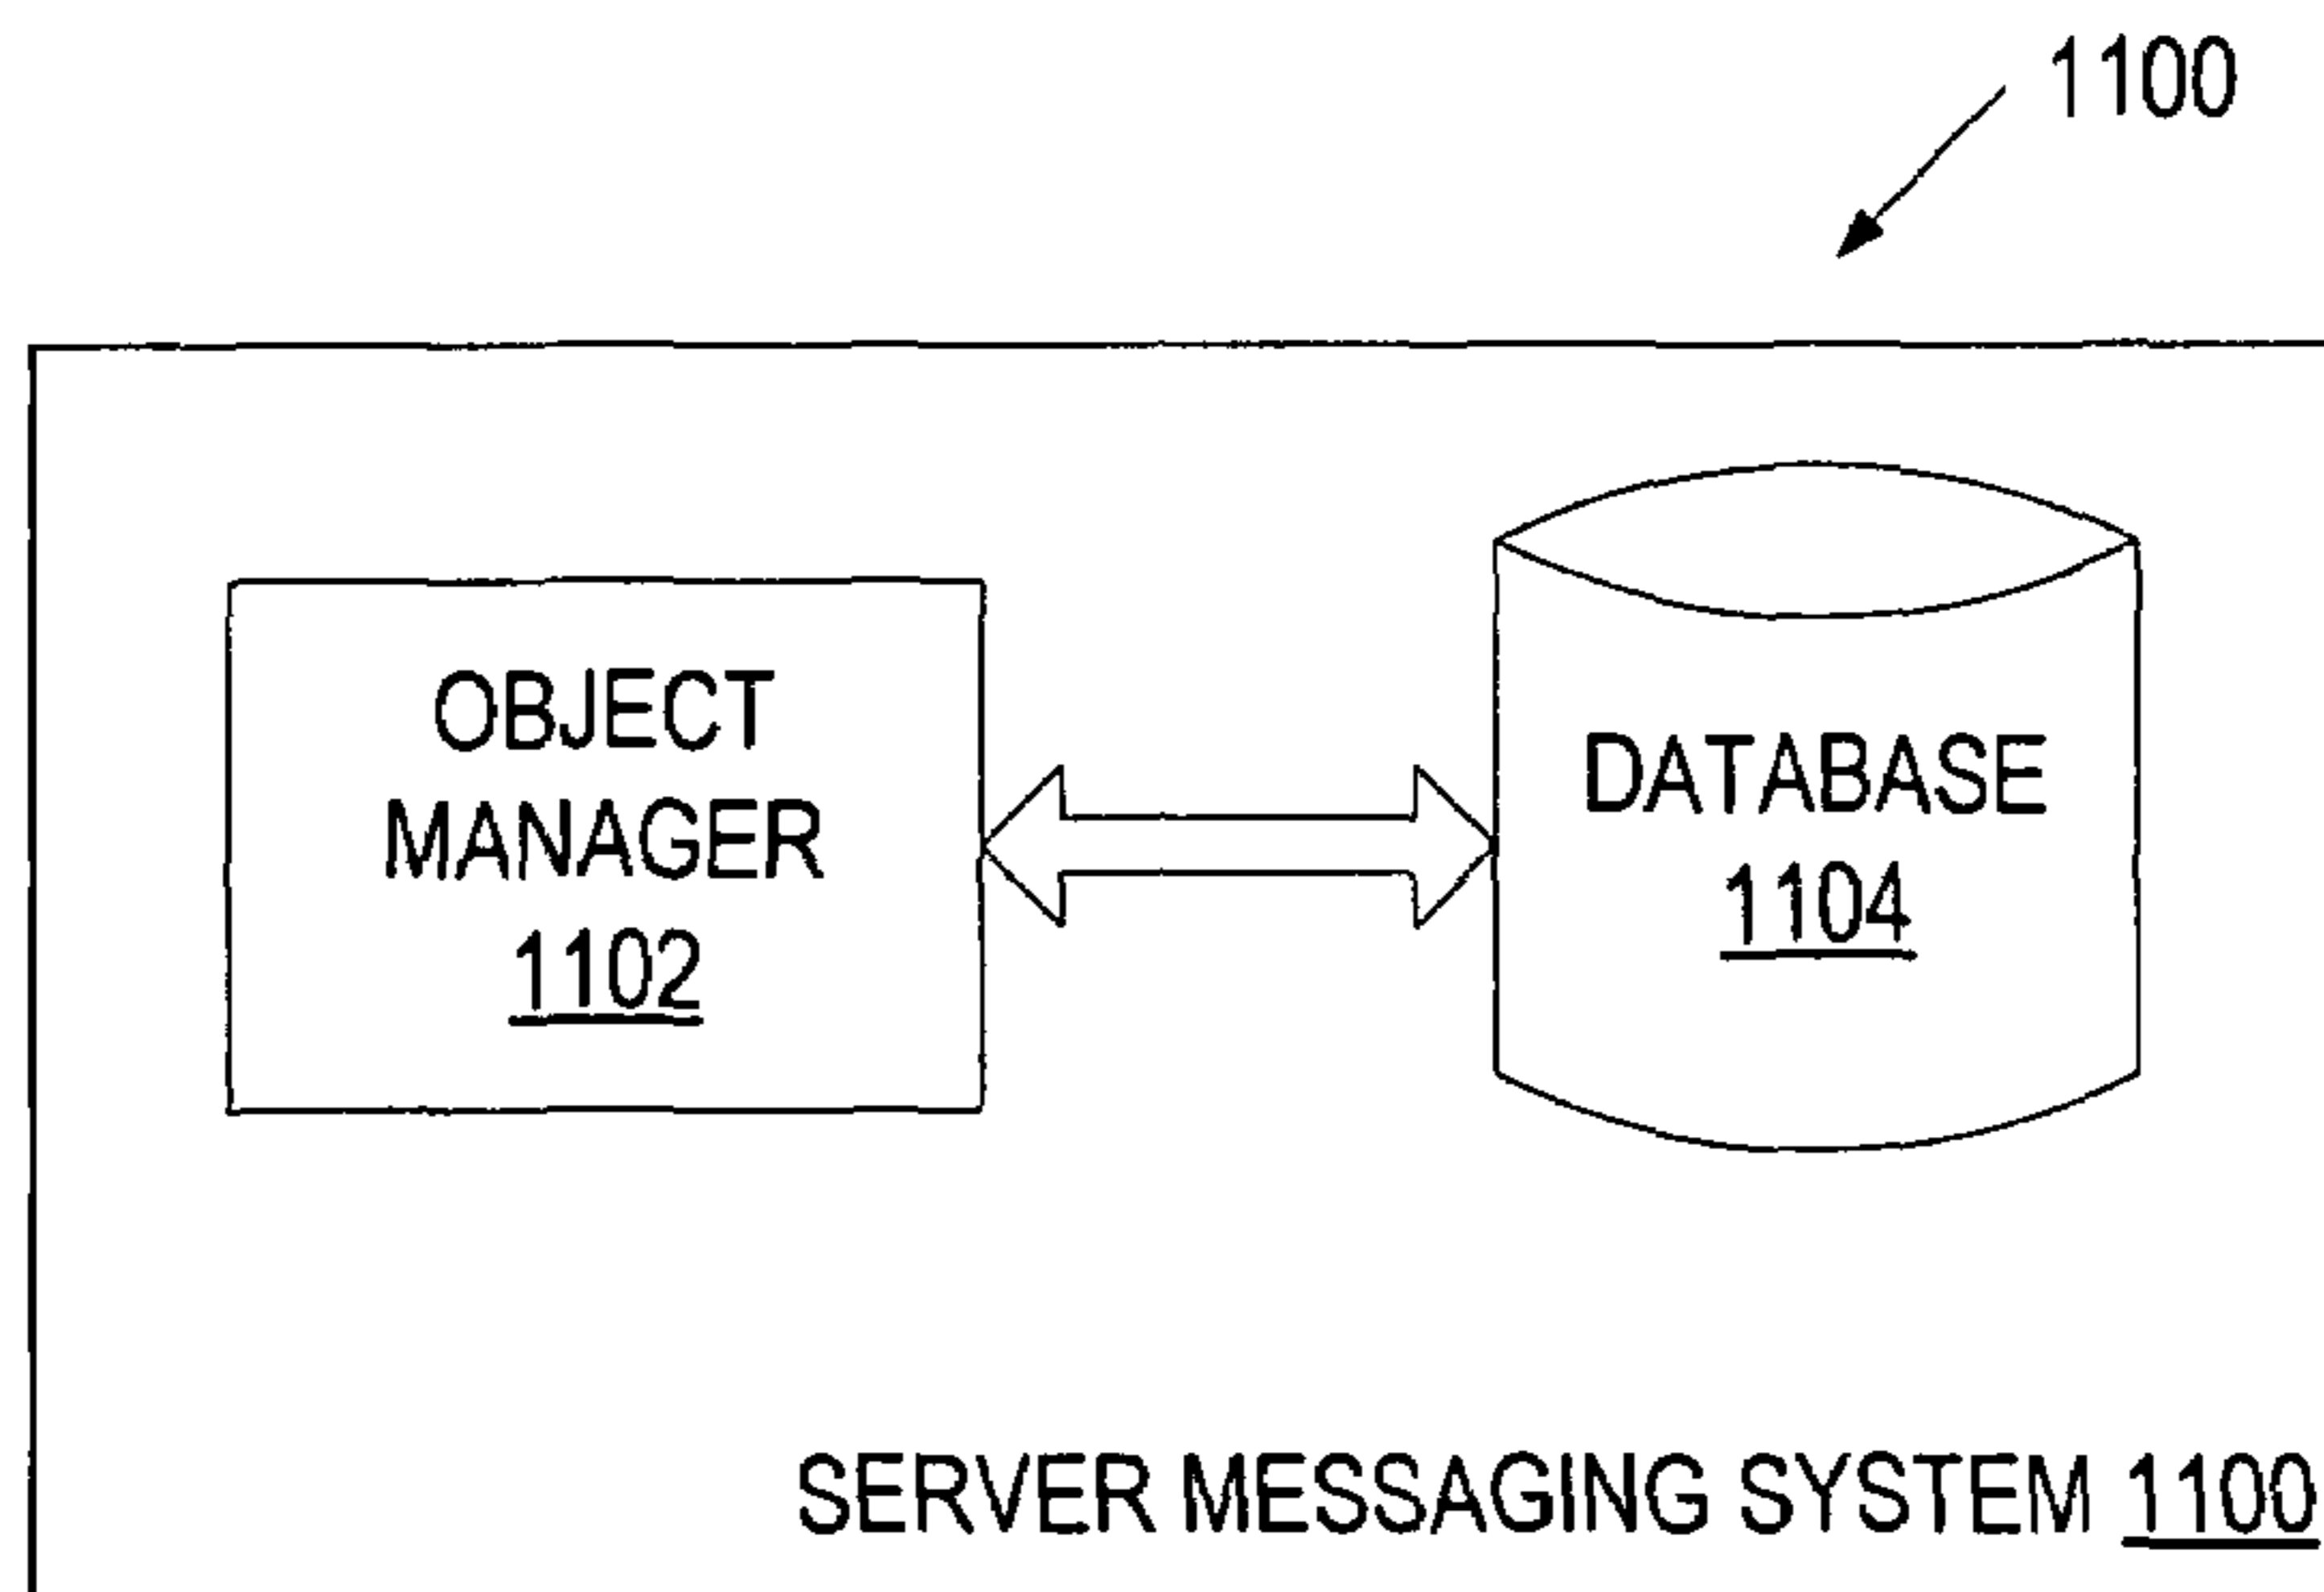 1100
OBJECT
MANAGER
1102
DATABASE
1104
SERVER MESSAGING SYSTEM 1100